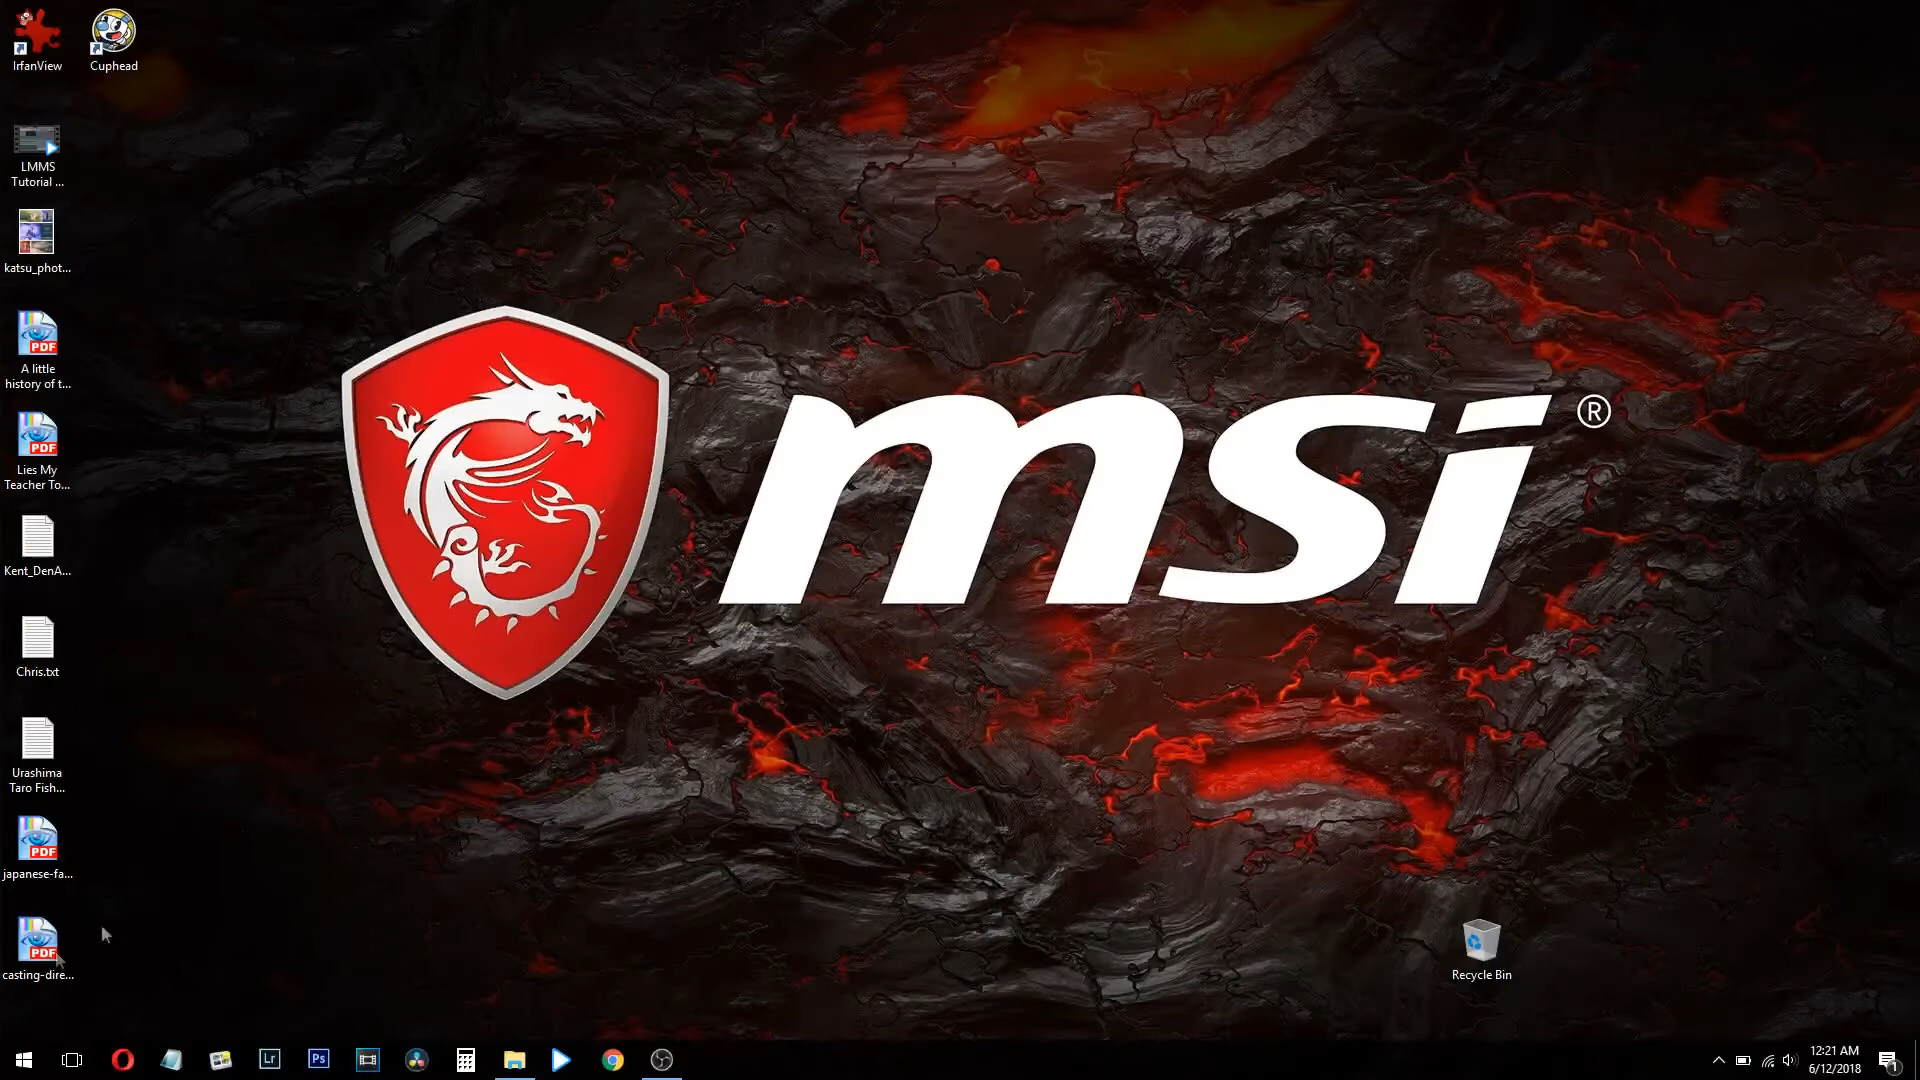 IrfanView
Cuphead
LMMS
Tutorial ...
katsu_phot...
PDF
A little
history of t...
PDF
Lies My
Teacher To...
Kent_DenA...
Chris.txt
Urashima
Taro Fish...
PDF
japanese-fa...
PDF
casting-dire...
msi®
Recycle Bin
Lr
Ps
12:21 AM
6/12/2018
1